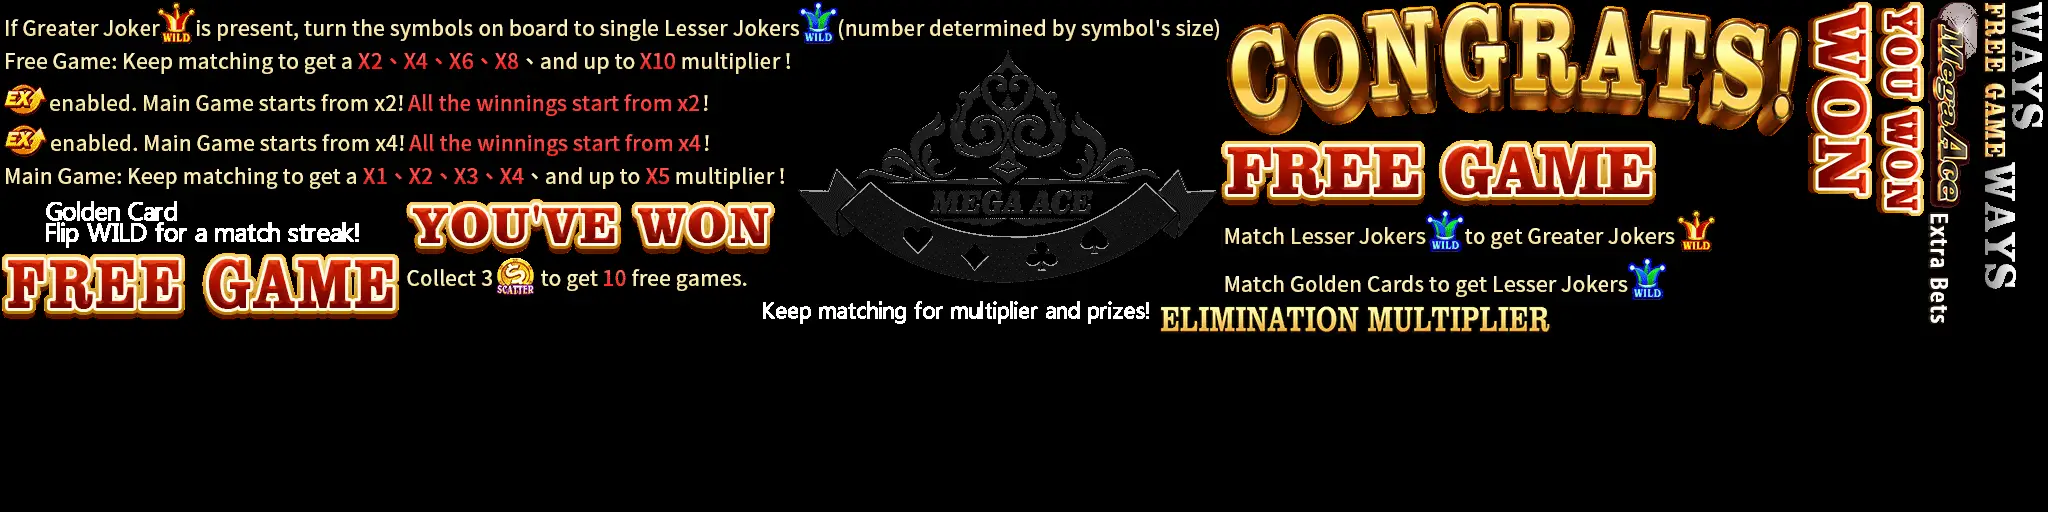 If Greater Joker WILD is present, turn the symbols on board to single Lesser Jokers WILD (number determined by symbol's size)
Free Game: Keep matching to get a X2、X4、X6、X8、and up to X10 multiplier !
EX enabled. Main Game starts from x2! All the winnings start from x2!
EX enabled. Main Game starts from x4! All the winnings start from x4!
Main Game: Keep matching to get a X1、X2、X3、X4、and up to X5 multiplier !
Golden Card
Flip WILD for a match streak!
FREE GAME
YOU'VE WON
Collect 3 SCATTER to get 10 free games.
MEGA ACE
Keep matching for multiplier and prizes!
CONGRATS!
FREE GAME
Match Lesser Jokers WILD to get Greater Jokers WILD
Match Golden Cards to get Lesser Jokers WILD
ELIMINATION MULTIPLIER
WON
YOU WON
Mega Ace
Extra Bets
FREE GAME
WAYS
WAYS